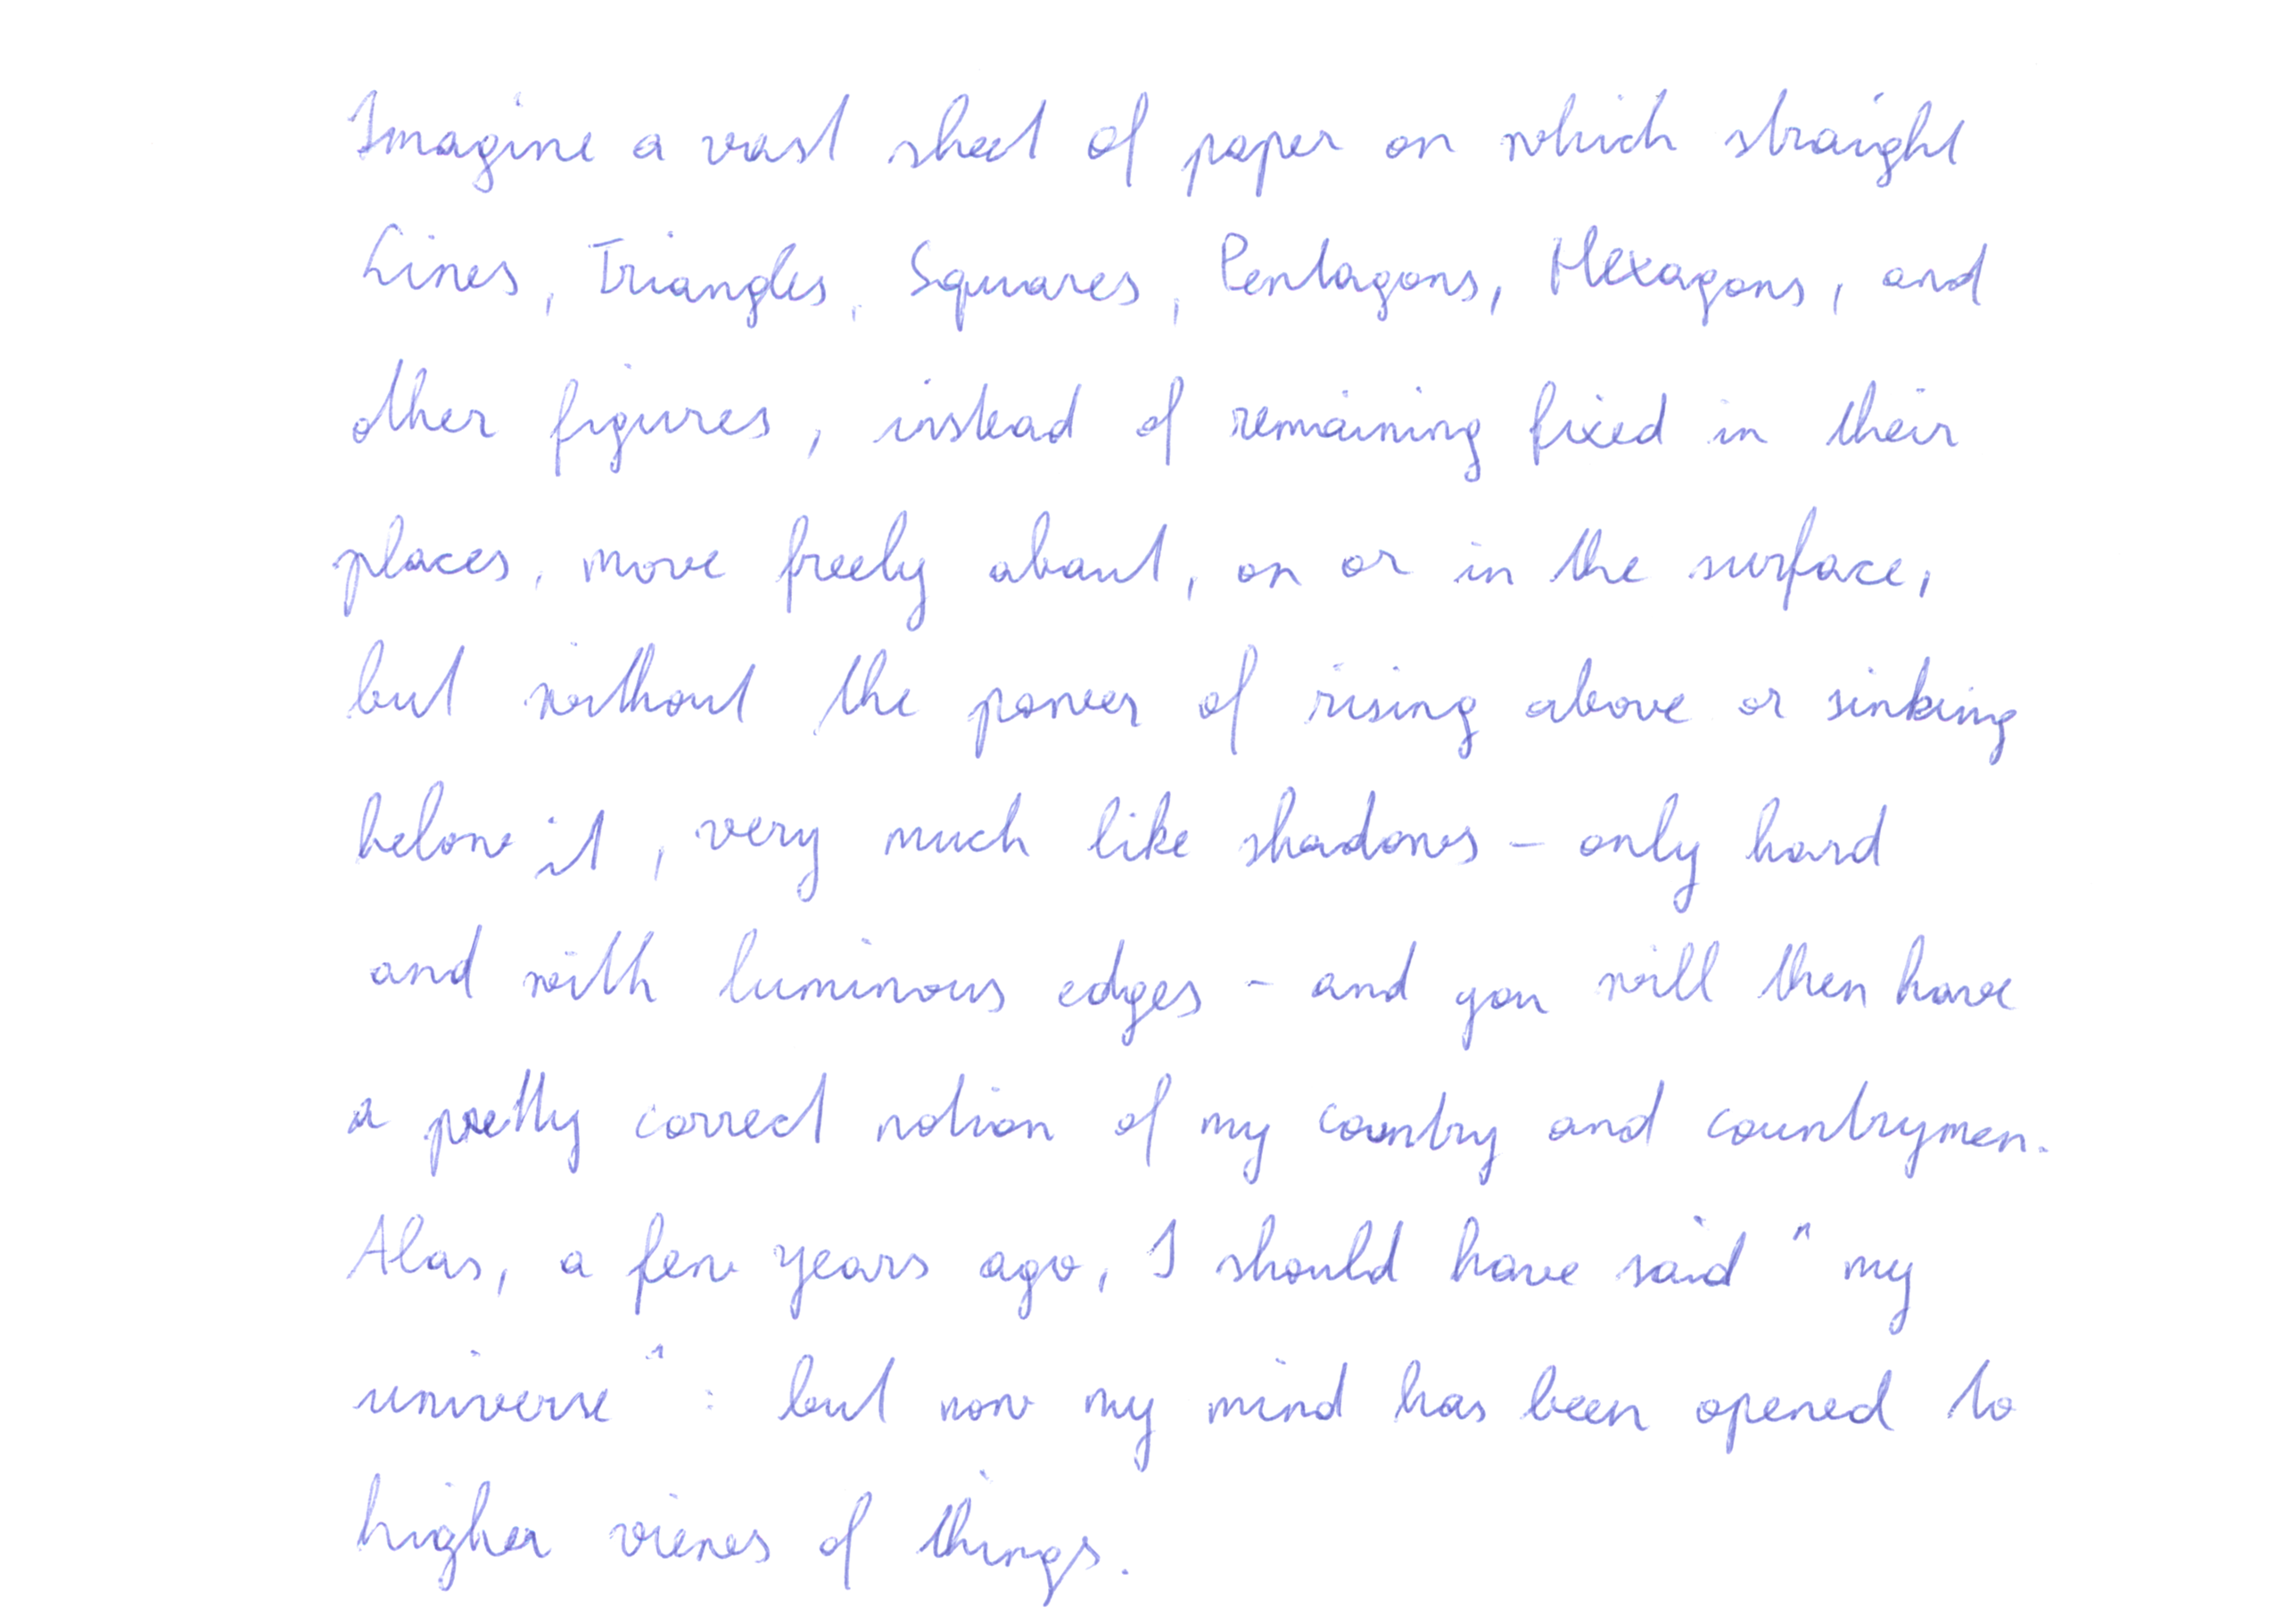 Imagine a vast sheet of paper on which straight
Lines, Triangles, Squares, Pentagons, Hexagons, and
other figures, instead of remaining fixed in their
places, move freely about, on or in the surface,
but without the power of rising above or sinking
below it, very much like shadows - only hard
and with luminous edges - and you will then have
a pretty correct notion of my country and countrymen.
Alas, a few years ago, I should have said "my
universe": but now my mind has been opened to
higher views of things.